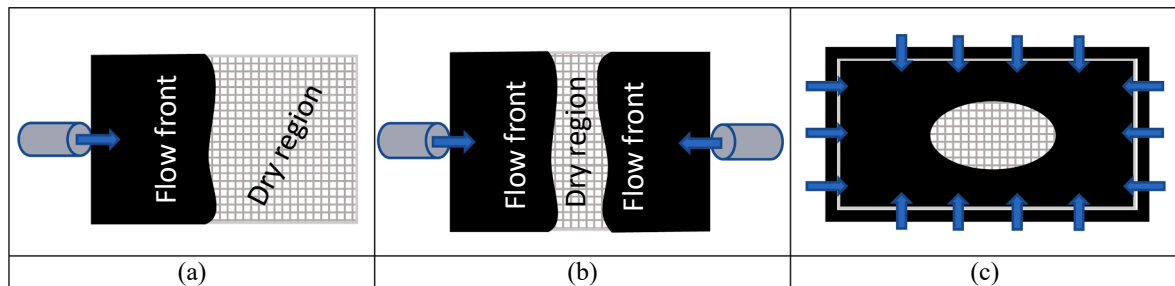 Flow front
Dry region
Flow front
Dry region
Flow front
(a)
(b)
(c)